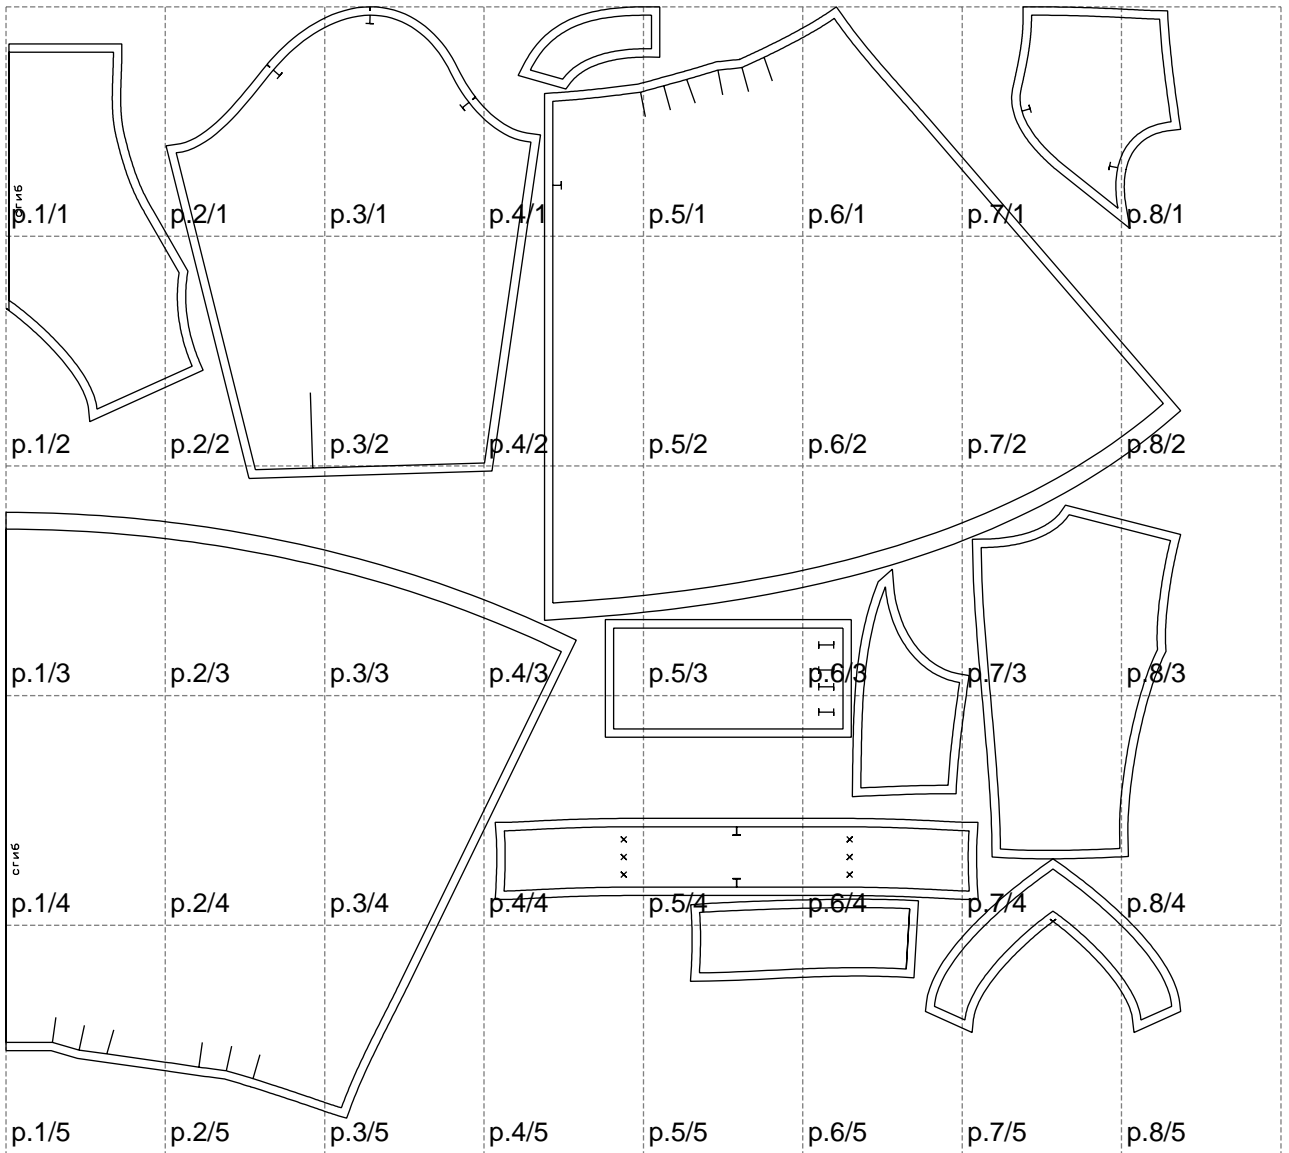 сгиб
p.1/1 p.2/1 p.3/1 p.4/1 p.5/1 p.6/1 p.7/1 p.8/1
p.1/2 p.2/2 p.3/2 p.4/2 p.5/2 p.6/2 p.7/2 p.8/2
p.1/3 p.2/3 p.3/3 p.4/3 p.5/3 p.6/3 p.7/3 p.8/3
сгиб
p.1/4 p.2/4 p.3/4 p.4/4 p.5/4 p.6/4 p.7/4 p.8/4
p.1/5 p.2/5 p.3/5 p.4/5 p.5/5 p.6/5 p.7/5 p.8/5